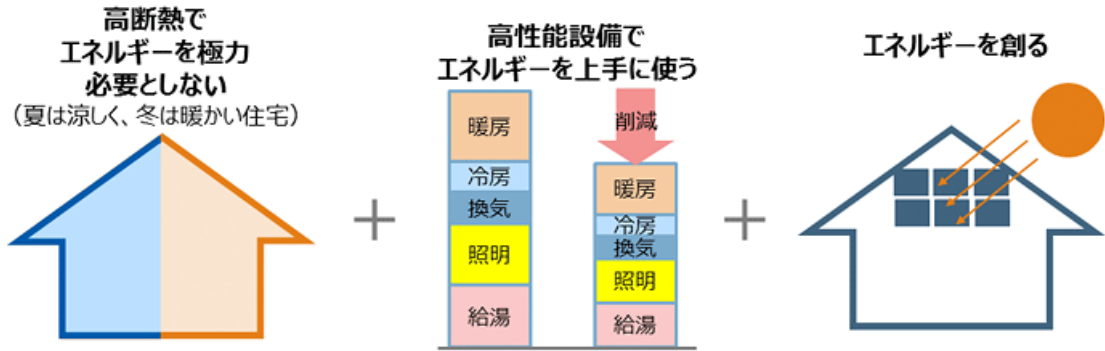 高断熱で
エネルギーを極力
必要としない
（夏は涼しく、冬は暖かい住宅）
高性能設備で
エネルギーを上手に使う
暖房
冷房
換気
照明
給湯
削減
暖房
冷房
換気
照明
給湯
エネルギーを創る